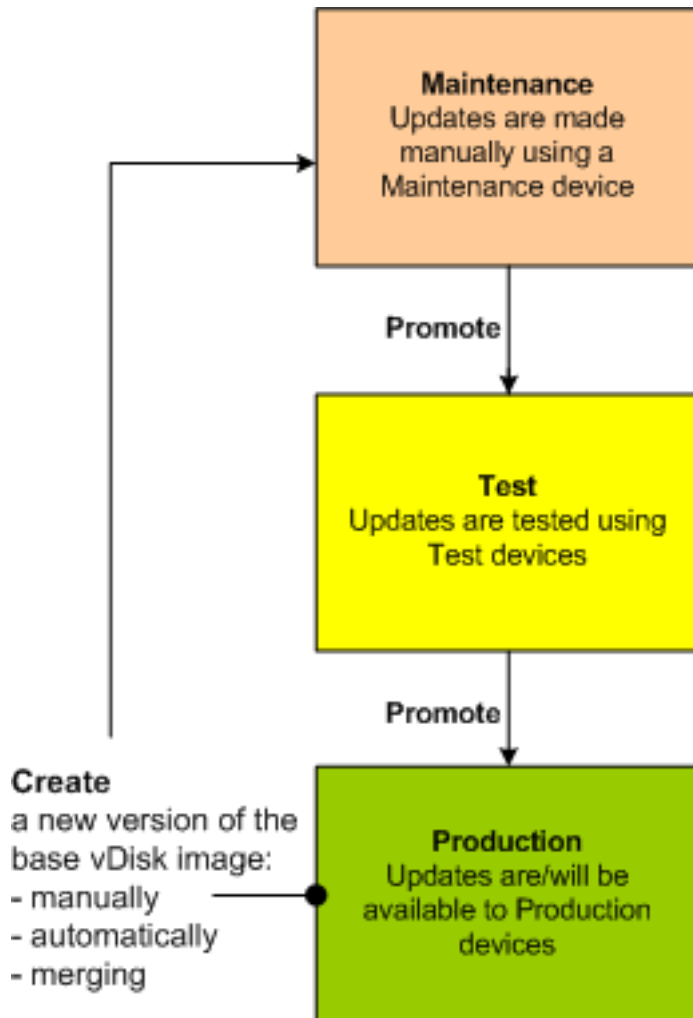 Maintenance
Updates are made
manually using a
Maintenance device
Promote
Test
Updates are tested using
Test devices
Promote
Create
a new version of the
base vDisk image:
- manually
- automatically
- merging
Production
Updates are/will be
available to Production
devices